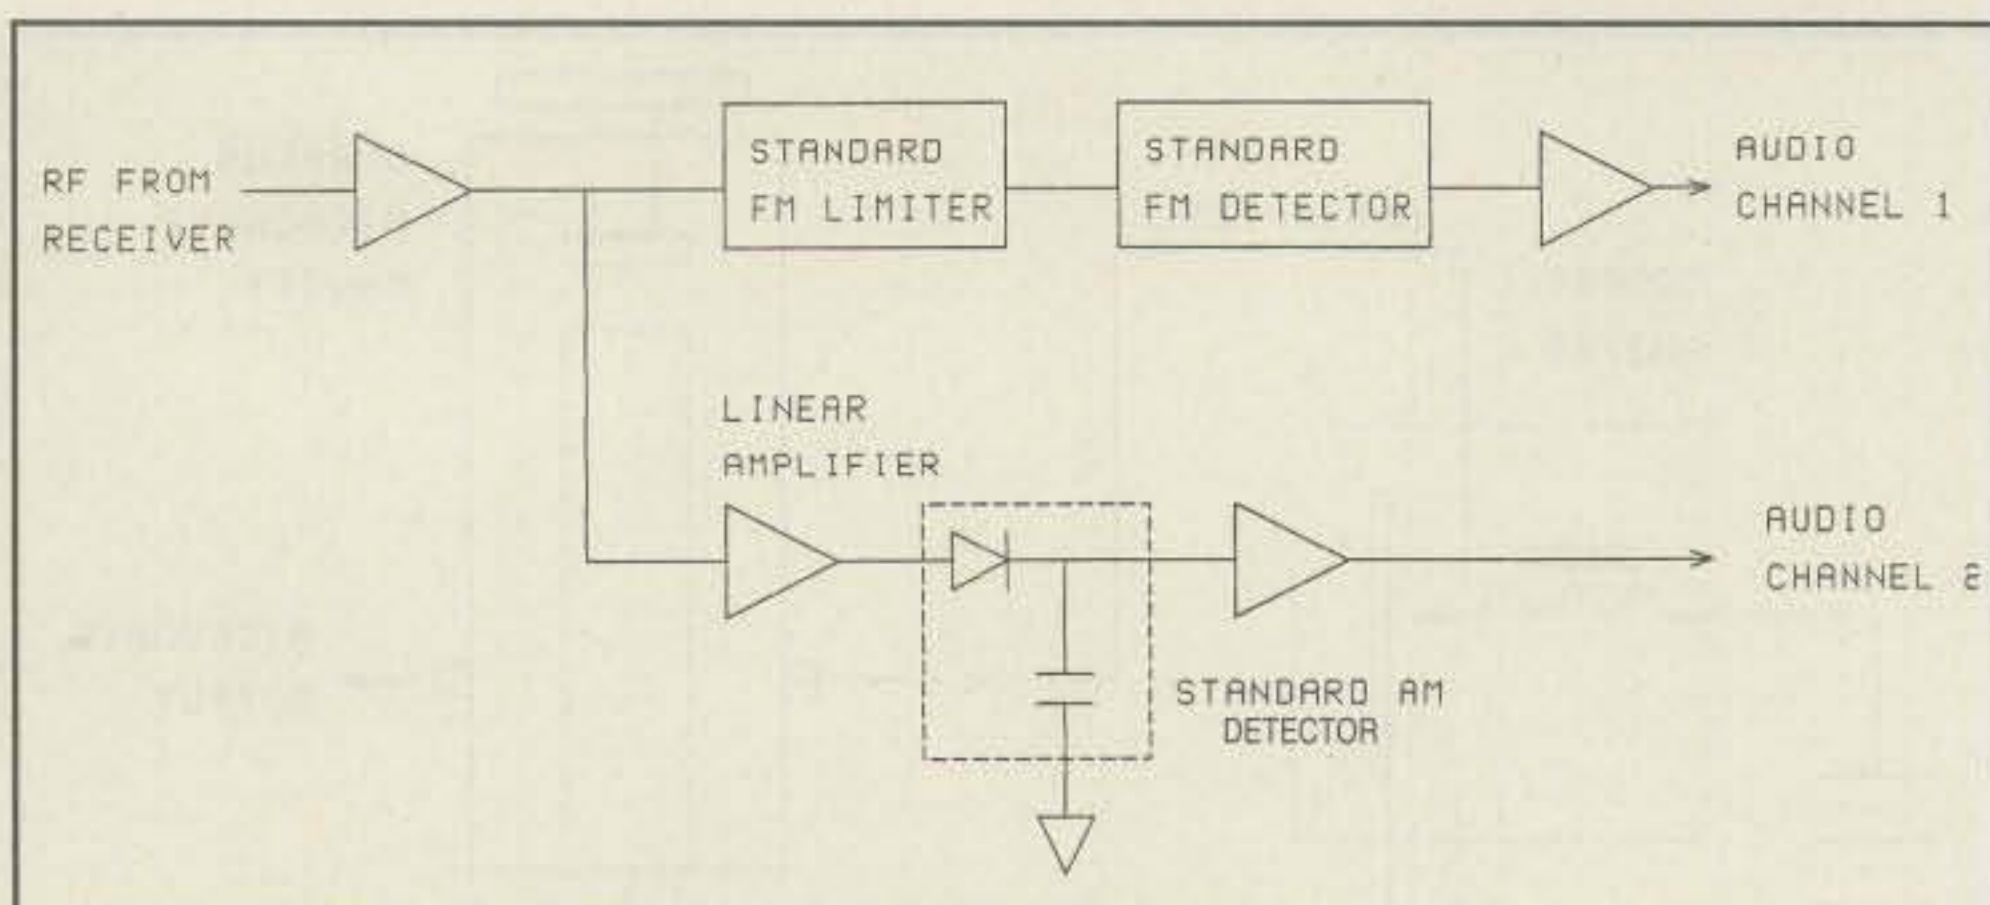 RF FROM
RECEIVER
STANDARD
FM LIMITER
STANDARD
FM DETECTOR
AUDIO
CHANNEL 1
LINEAR
AMPLIFIER
STANDARD AM
DETECTOR
AUDIO
CHANNEL 2